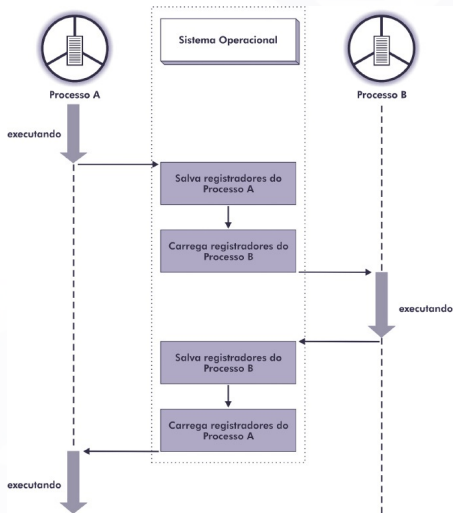 Sistema Operacional
Processo A
Processo B
executando
Salva registradores do
Processo A
Carrega registradores do
Processo B
executando
Salva registradores do
Processo B
Carrega registradores do
Processo A
executando